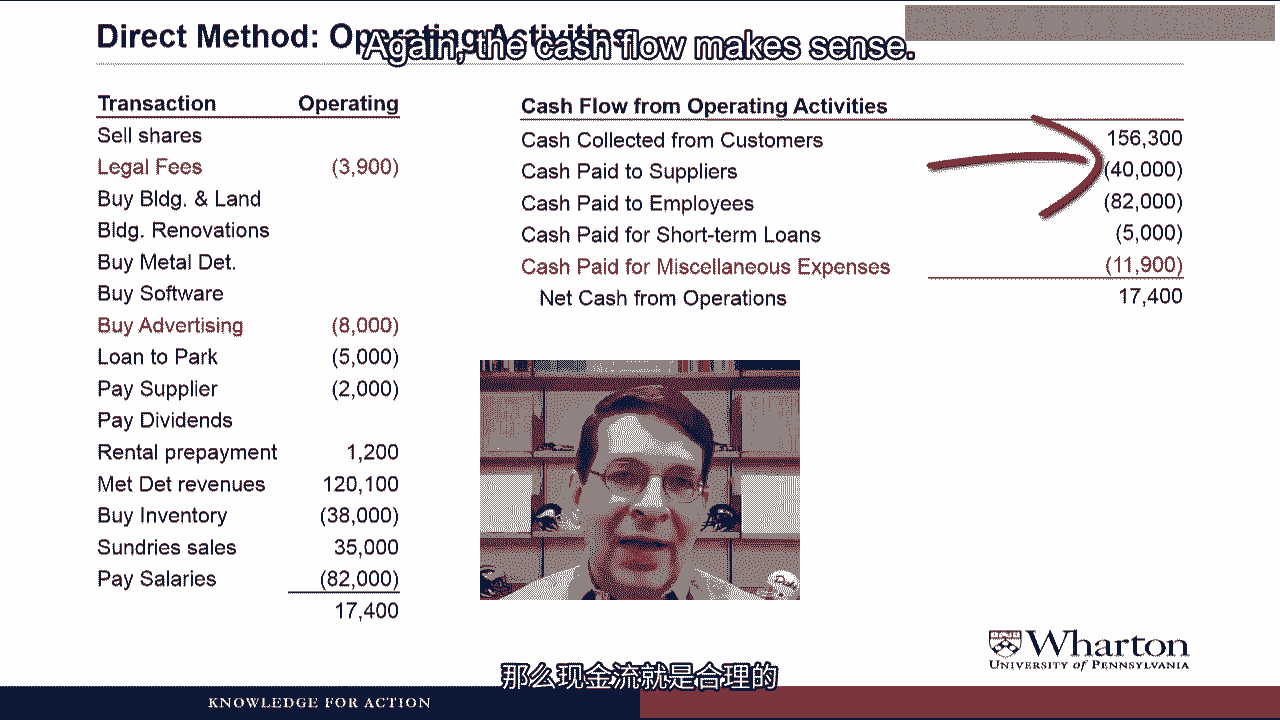 Direct Method: Operating Activities
Again, the cash flow makes sense.
Transaction Operating
Sell shares
Legal Fees (3,900)
Buy Bldg. & Land
Bldg. Renovations
Buy Metal Det.
Buy Software
Buy Advertising (8,000)
Loan to Park (5,000)
Pay Supplier (2,000)
Pay Dividends
Rental prepayment 1,200
Met Det revenues 120,100
Buy Inventory (38,000)
Sundries sales 35,000
Pay Salaries (82,000)
17,400
Cash Flow from Operating Activities
Cash Collected from Customers 156,300
Cash Paid to Suppliers (40,000)
Cash Paid to Employees (82,000)
Cash Paid for Short-term Loans (5,000)
Cash Paid for Miscellaneous Expenses (11,900)
Net Cash from Operations 17,400
Wharton
UNIVERSITY of PENNSYLVANIA
那么现金流就是合理的
KNOWLEDGE FOR ACTION